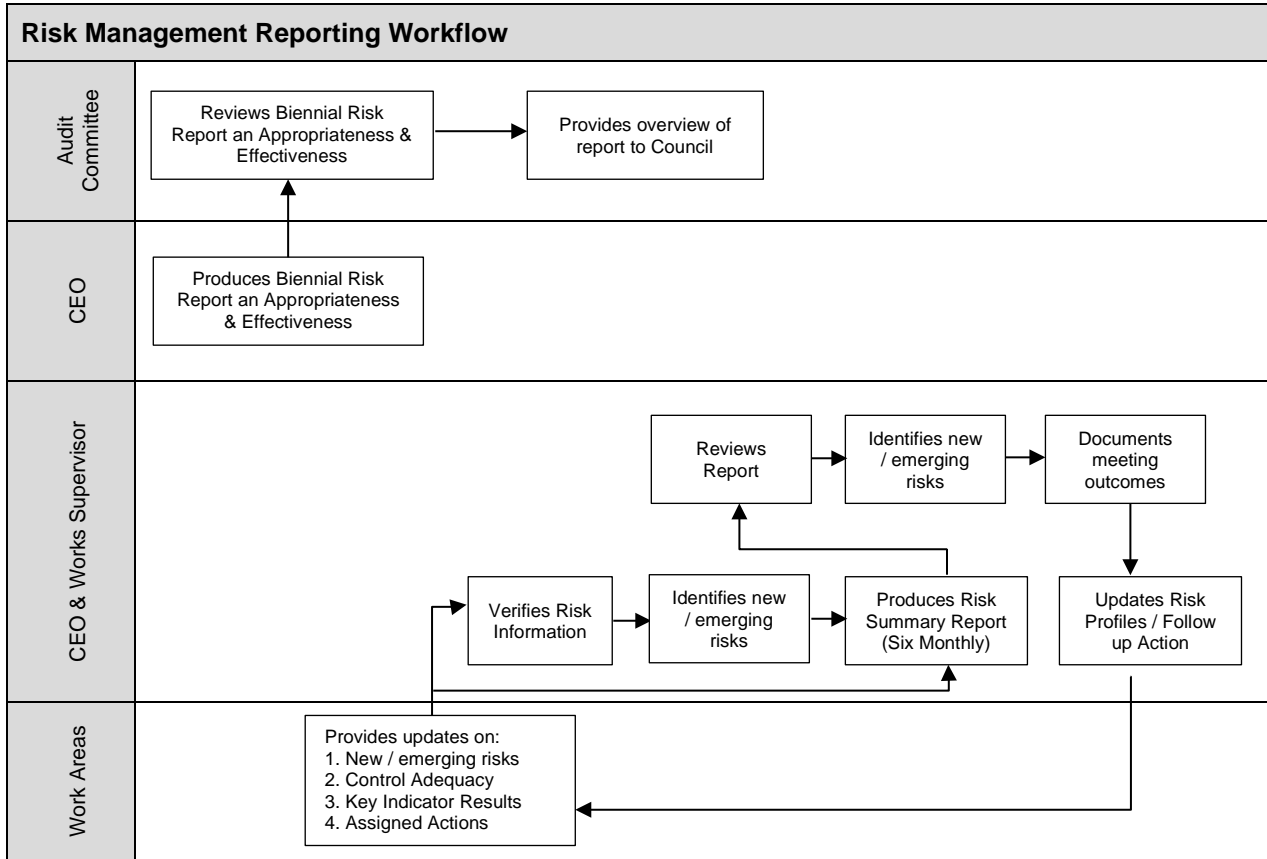 Risk Management Reporting Workflow
Audit
Committee
Reviews Biennial Risk
Report an Appropriateness &
Effectiveness
Provides overview of
report to Council
CEO
Produces Biennial Risk
Report an Appropriateness
& Effectiveness
CEO & Works Supervisor
Reviews
Report
Identifies new
/ emerging
risks
Documents
meeting
outcomes
Verifies Risk
Information
Identifies new
/ emerging
risks
Produces Risk
Summary Report
(Six Monthly)
Updates Risk
Profiles / Follow
up Action
Work Areas
Provides updates on:
1. New / emerging risks
2. Control Adequacy
3. Key Indicator Results
4. Assigned Actions